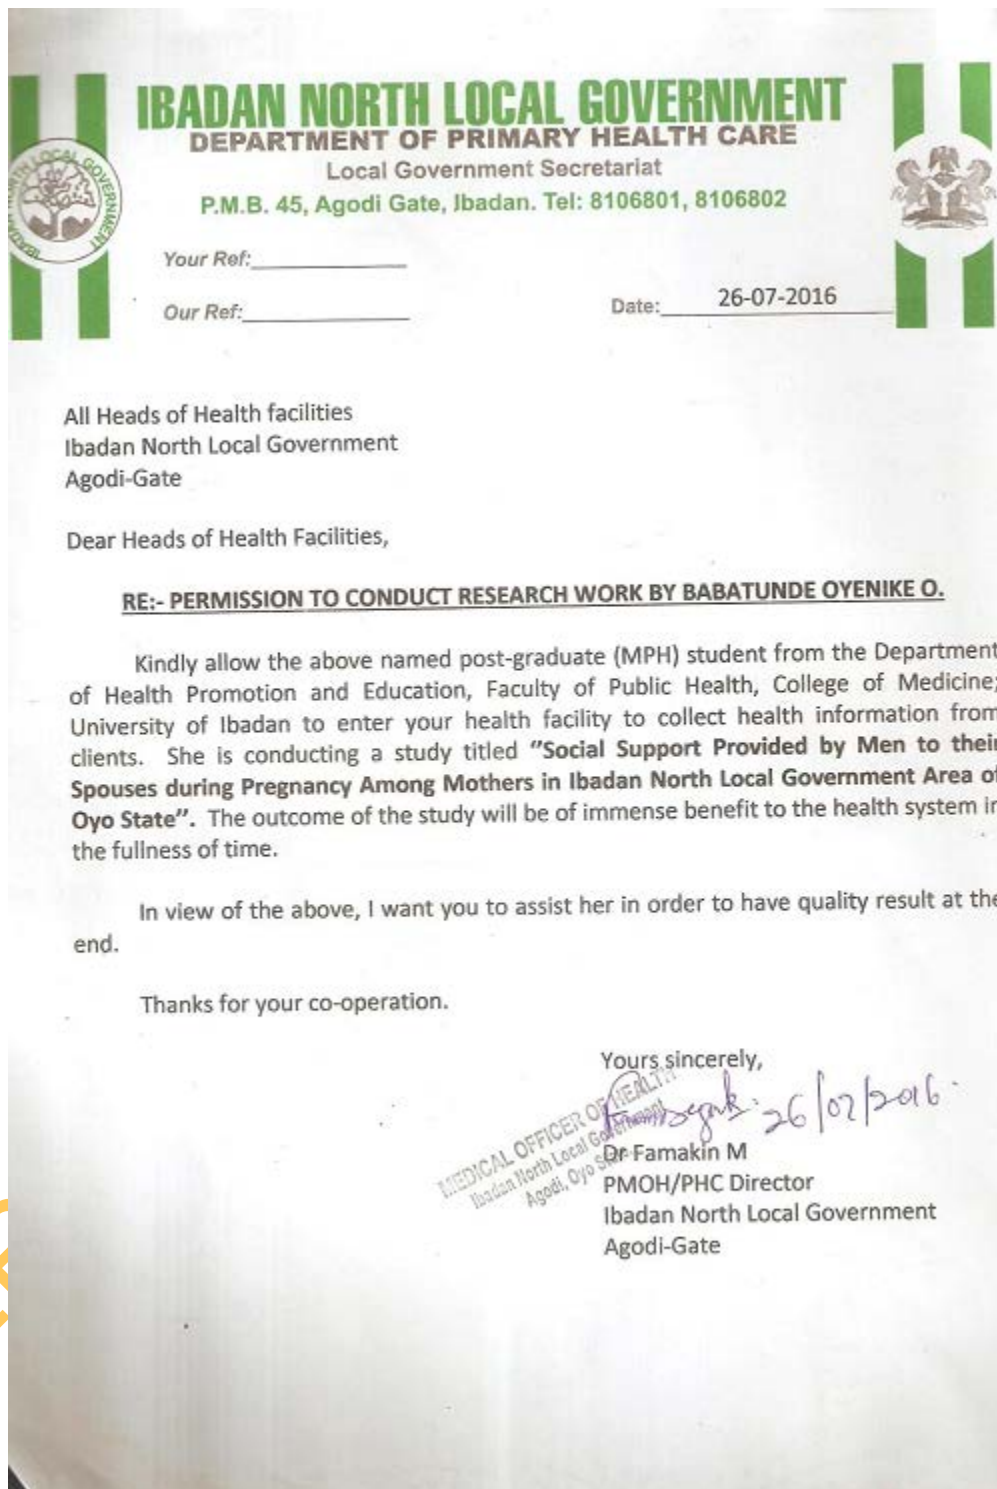 IBADAN NORTH LOCAL GOVERNMENT
DEPARTMENT OF PRIMARY HEALTH CARE
Local Government Secretariat
P.M.B. 45, Agodi Gate, Ibadan. Tel: 8106801, 8106802
IBADAN NORTH LOCAL GOVERNMENT
Your Ref:
Our Ref:
Date: 26-07-2016
All Heads of Health facilities
Ibadan North Local Government
Agodi-Gate
Dear Heads of Health Facilities,
RE:- PERMISSION TO CONDUCT RESEARCH WORK BY BABATUNDE OYENIKE O.
Kindly allow the above named post-graduate (MPH) student from the Department
of Health Promotion and Education, Faculty of Public Health, College of Medicine;
University of Ibadan to enter your health facility to collect health information from
clients. She is conducting a study titled "Social Support Provided by Men to their
Spouses during Pregnancy Among Mothers in Ibadan North Local Government Area of
Oyo State". The outcome of the study will be of immense benefit to the health system in
the fullness of time.
In view of the above, I want you to assist her in order to have quality result at the
end.
Thanks for your co-operation.
Yours sincerely,
26/07/2016.
MEDICAL OFFICER OF HEALTH
Ibadan North Local Government
Agodi, Oyo State
Dr Famakin M
PMOH/PHC Director
Ibadan North Local Government
Agodi-Gate